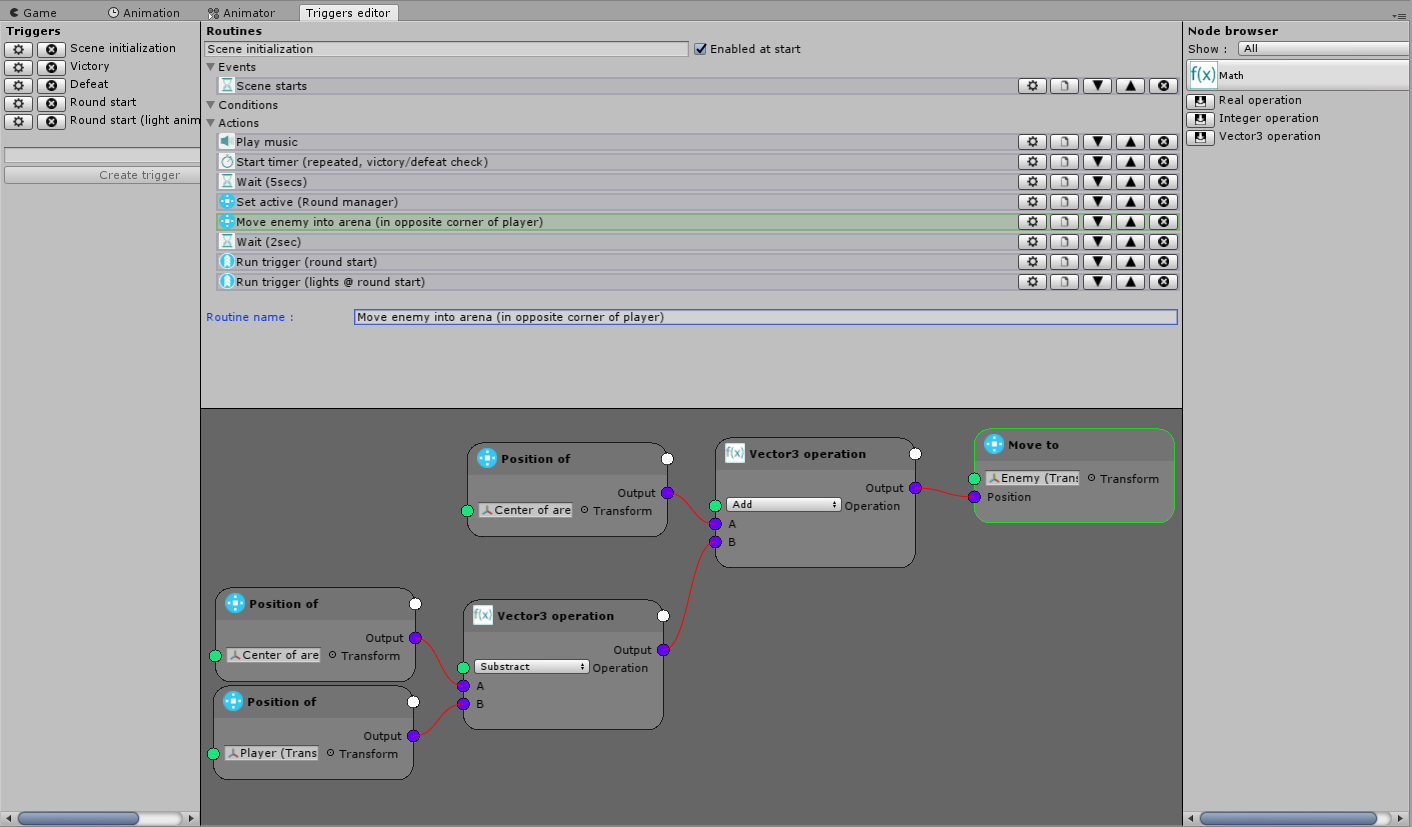 Game
Animation
Animator
Triggers editor
Triggers
Scene initialization
Victory
Defeat
Round start
Round start (light anim
Create trigger
Routines
Scene initialization
Enabled at start
Events
Scene starts
Conditions
Actions
Play music
Start timer (repeated, victory/defeat check)
Wait (5secs)
Set active (Round manager)
Move enemy into arena (in opposite corner of player)
Wait (2sec)
Run trigger (round start)
Run trigger (lights @ round start)
Routine name :
Move enemy into arena (in opposite corner of player)
Node browser
Show :
All
f(x) Math
Real operation
Integer operation
Vector3 operation
Position of
Output
Center of are
Transform
f(x) Vector3 operation
Output
Add
Operation
A
B
Move to
Enemy (Trans
Transform
Position
Position of
Output
Center of are
Transform
Position of
Output
Player (Trans
Transform
f(x) Vector3 operation
Output
Substract
Operation
A
B